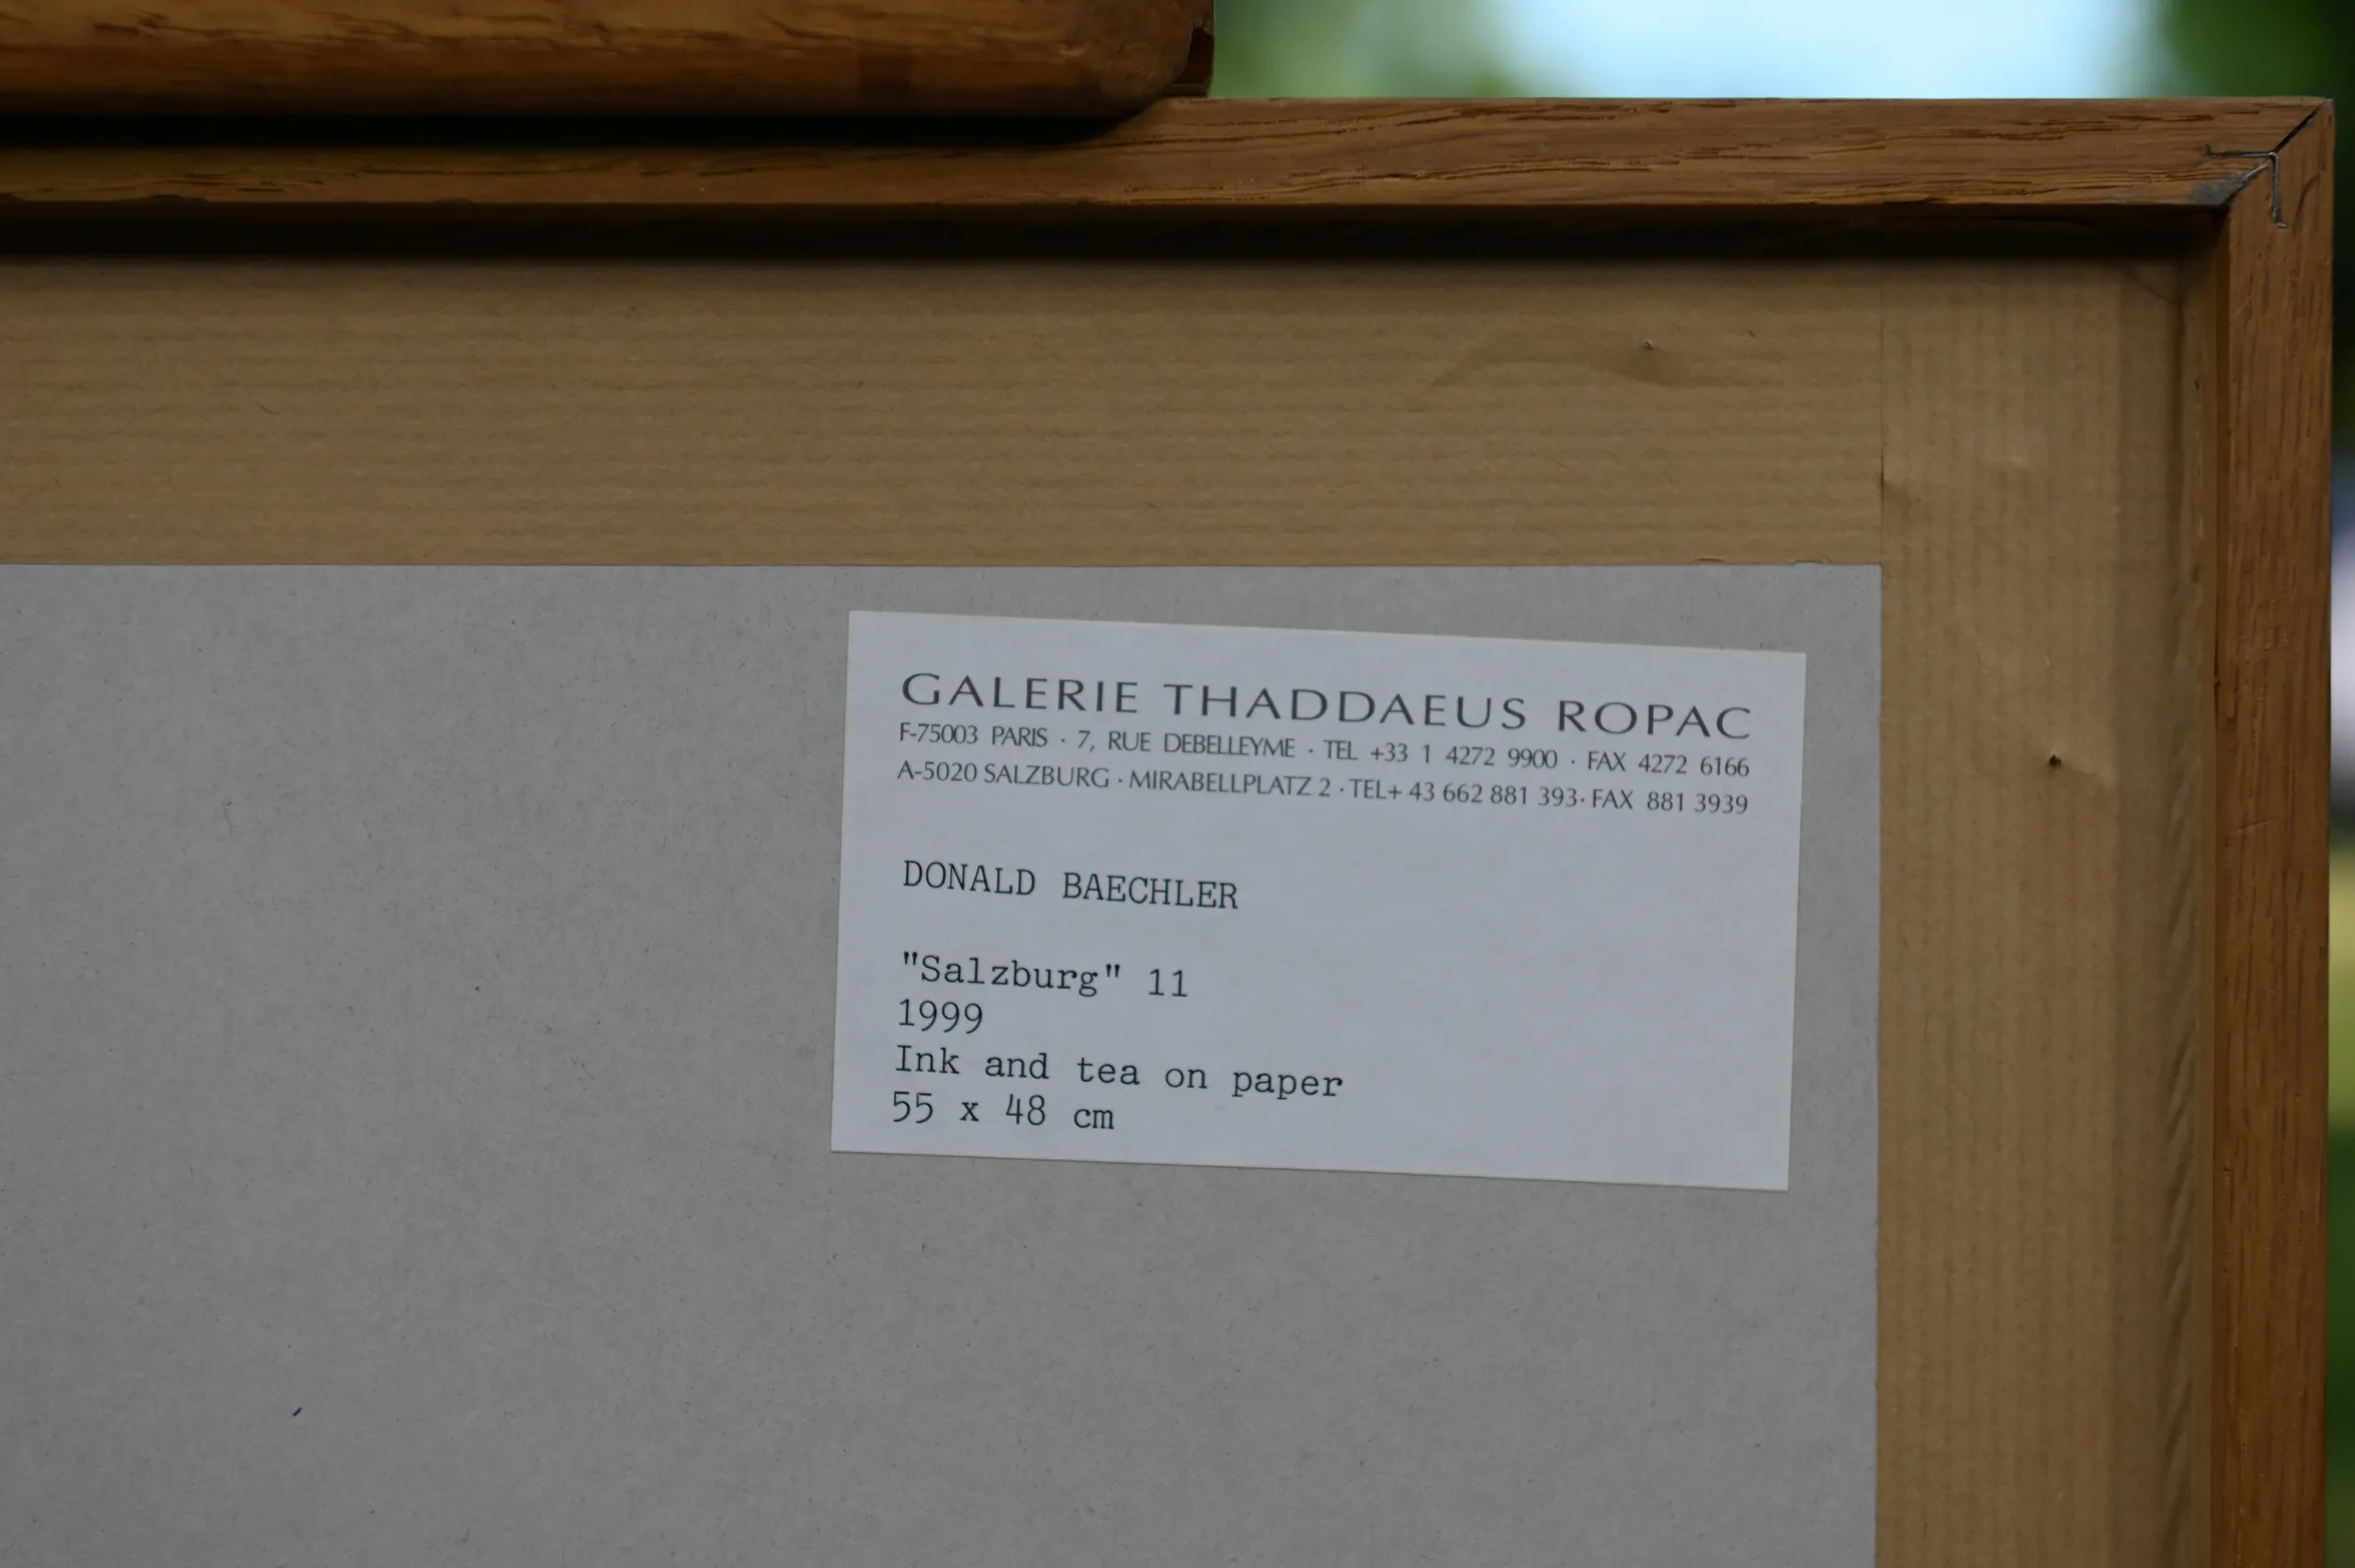 GALERIE THADDAEUS ROPAC
F-75003 PARIS · 7, RUE DEBELLEYME · TEL +33 1 4272 9900 · FAX 4272 6166
A-5020 SALZBURG · MIRABELLPLATZ 2 · TEL+ 43 662 881 393· FAX 881 3939
DONALD BAECHLER
"Salzburg" 11
1999
Ink and tea on paper
55 x 48 cm